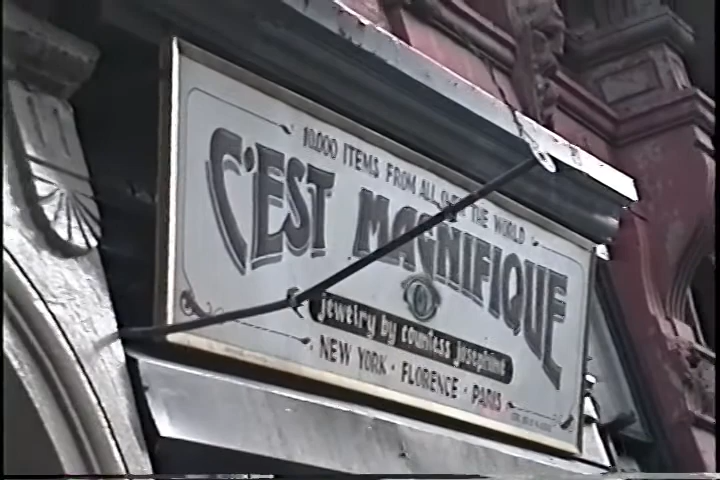 10,000 ITEMS FROM ALL OVER THE WORLD
C'EST MAGNIFIQUE
jewelry by countess josephine
NEW YORK · FLORENCE · PARIS